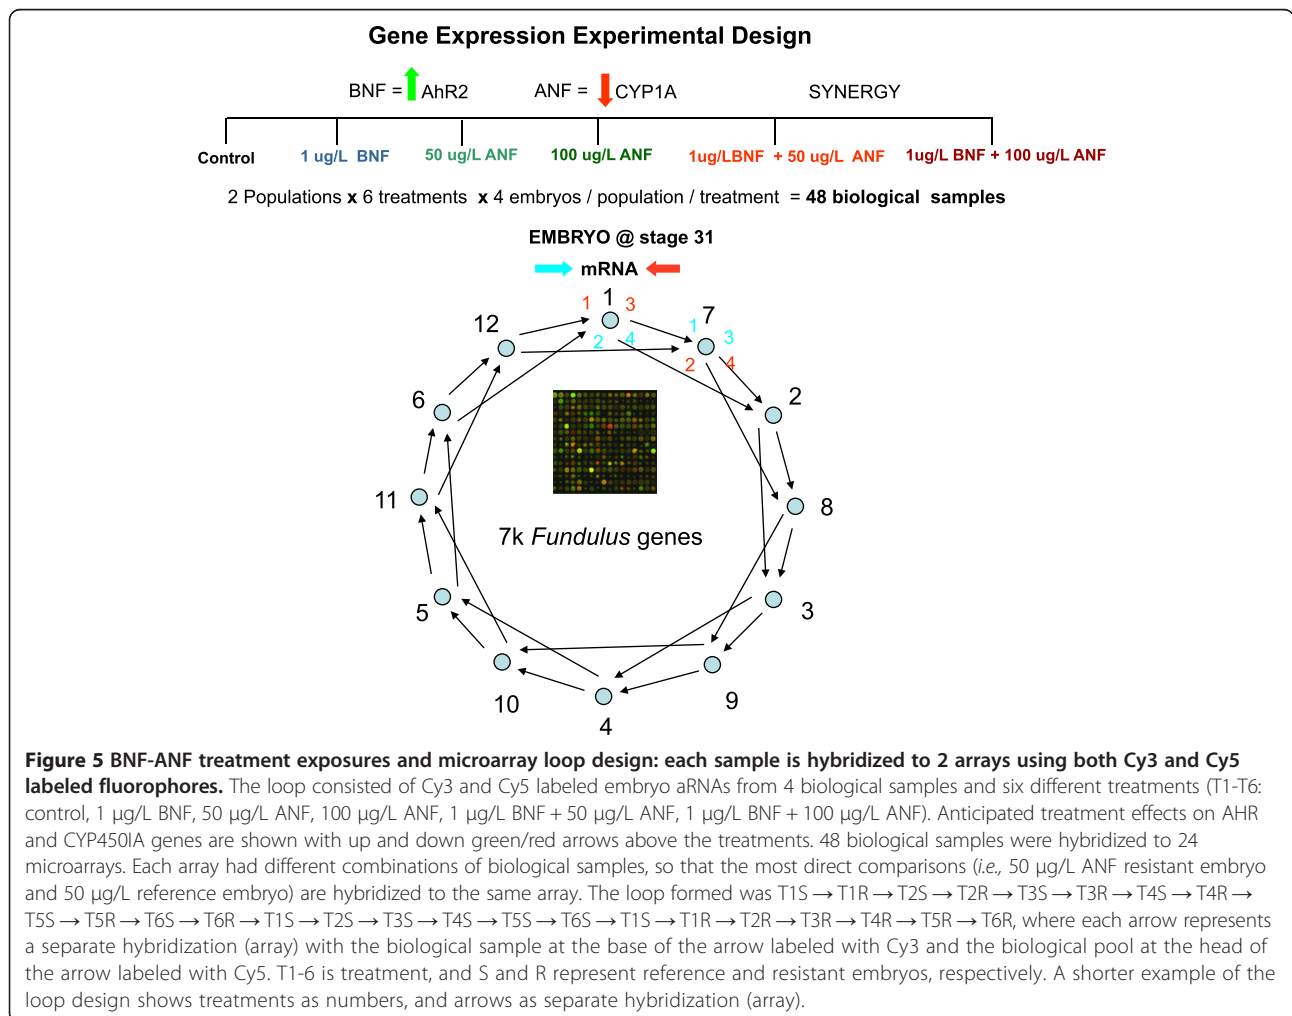 Gene Expression Experimental Design
BNF = AhR2 ANF = CYP1A SYNERGY
Control 1 ug/L BNF 50 ug/L ANF 100 ug/L ANF 1ug/LBNF + 50 ug/L ANF 1ug/L BNF + 100 ug/L ANF
2 Populations x 6 treatments x 4 embryos / population / treatment = 48 biological samples
EMBRYO @ stage 31
mRNA
1
1 3
7
12
2 4
1 3
2 4
6
2
11
8
7k Fundulus genes
5
3
10
9
4
Figure 5 BNF-ANF treatment exposures and microarray loop design: each sample is hybridized to 2 arrays using both Cy3 and Cy5
labeled fluorophores. The loop consisted of Cy3 and Cy5 labeled embryo aRNAs from 4 biological samples and six different treatments (T1-T6:
control, 1 μg/L BNF, 50 μg/L ANF, 100 μg/L ANF, 1 μg/L BNF + 50 μg/L ANF, 1 μg/L BNF + 100 μg/L ANF). Anticipated treatment effects on AHR
and CYP450IA genes are shown with up and down green/red arrows above the treatments. 48 biological samples were hybridized to 24
microarrays. Each array had different combinations of biological samples, so that the most direct comparisons (i.e., 50 μg/L ANF resistant embryo
and 50 μg/L reference embryo) are hybridized to the same array. The loop formed was T1S → T1R → T2S → T2R → T3S → T3R → T4S → T4R →
T5S → T5R → T6S → T6R → T1S → T2S → T3S → T4S → T5S → T6S → T1S → T1R → T2R → T3R → T4R → T5R → T6R, where each arrow represents
a separate hybridization (array) with the biological sample at the base of the arrow labeled with Cy3 and the biological pool at the head of
the arrow labeled with Cy5. T1-6 is treatment, and S and R represent reference and resistant embryos, respectively. A shorter example of the
loop design shows treatments as numbers, and arrows as separate hybridization (array).